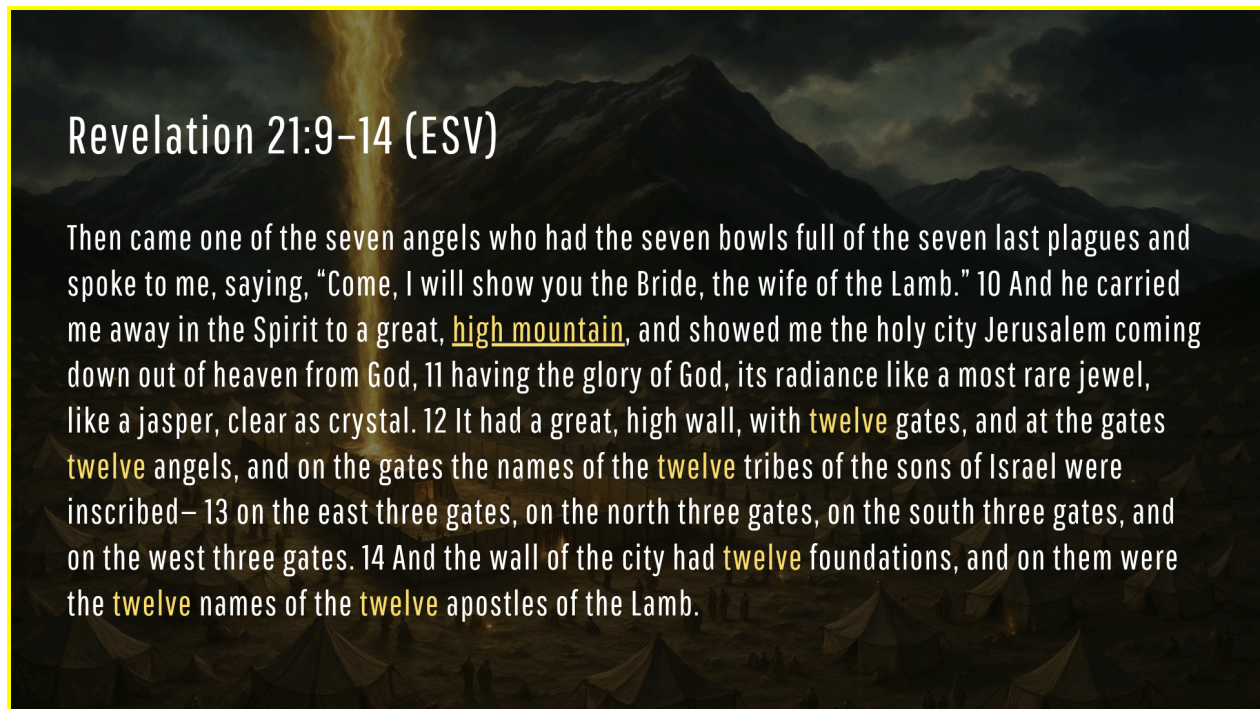 Revelation 21:9–14 (ESV)
Then came one of the seven angels who had the seven bowls full of the seven last plagues and
spoke to me, saying, “Come, I will show you the Bride, the wife of the Lamb.” 10 And he carried
me away in the Spirit to a great, high mountain, and showed me the holy city Jerusalem coming
down out of heaven from God, 11 having the glory of God, its radiance like a most rare jewel,
like a jasper, clear as crystal. 12 It had a great, high wall, with twelve gates, and at the gates
twelve angels, and on the gates the names of the twelve tribes of the sons of Israel were
inscribed— 13 on the east three gates, on the north three gates, on the south three gates, and
on the west three gates. 14 And the wall of the city had twelve foundations, and on them were
the twelve names of the twelve apostles of the Lamb.